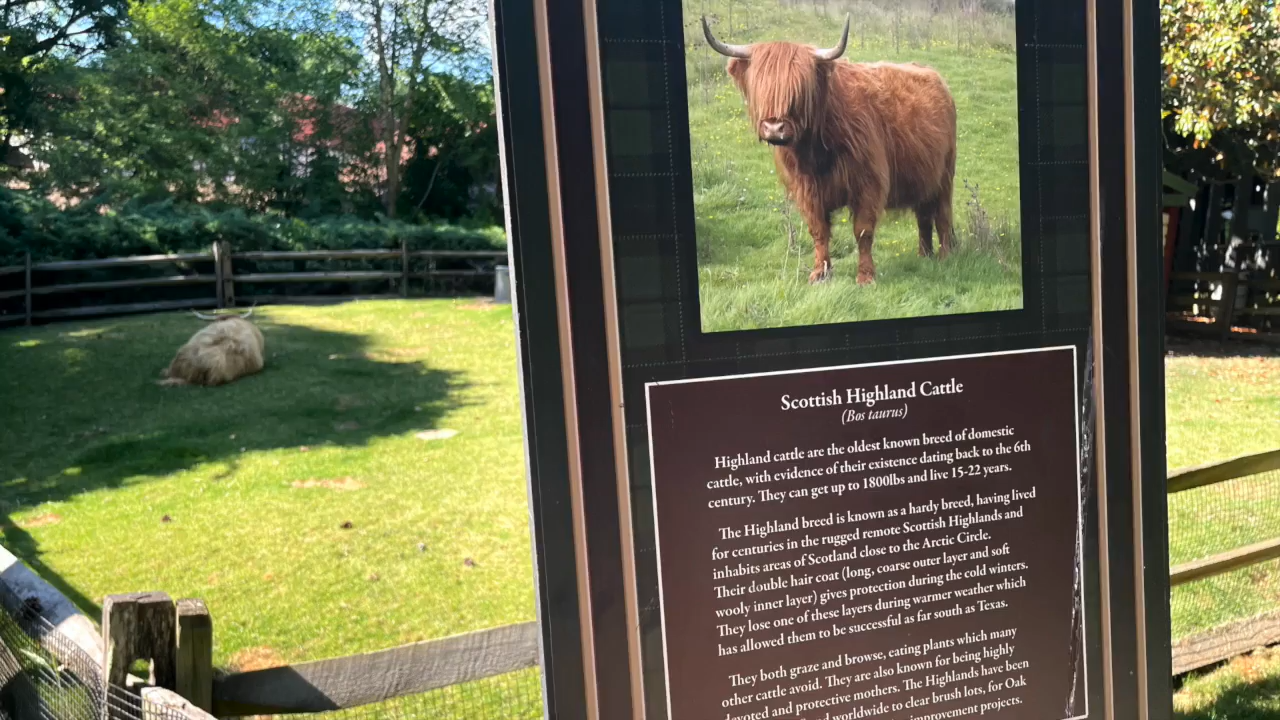 Scottish Highland Cattle
(Bos taurus)
Highland cattle are the oldest known breed of domestic
cattle, with evidence of their existence dating back to the 6th
century. They can get up to 1800lbs and live 15-22 years.
The Highland breed is known as a hardy breed, having lived
for centuries in the rugged remote Scottish Highlands and
inhabits areas of Scotland close to the Arctic Circle.
Their double hair coat (long, coarse outer layer and soft
wooly inner layer) gives protection during the cold winters.
They lose one of these layers during warmer weather which
has allowed them to be successful as far south as Texas.
They both graze and browse, eating plants which many
other cattle avoid. They are also known for being highly
devoted and protective mothers. The Highlands have been
worldwide to clear brush lots, for Oak
improvement projects.